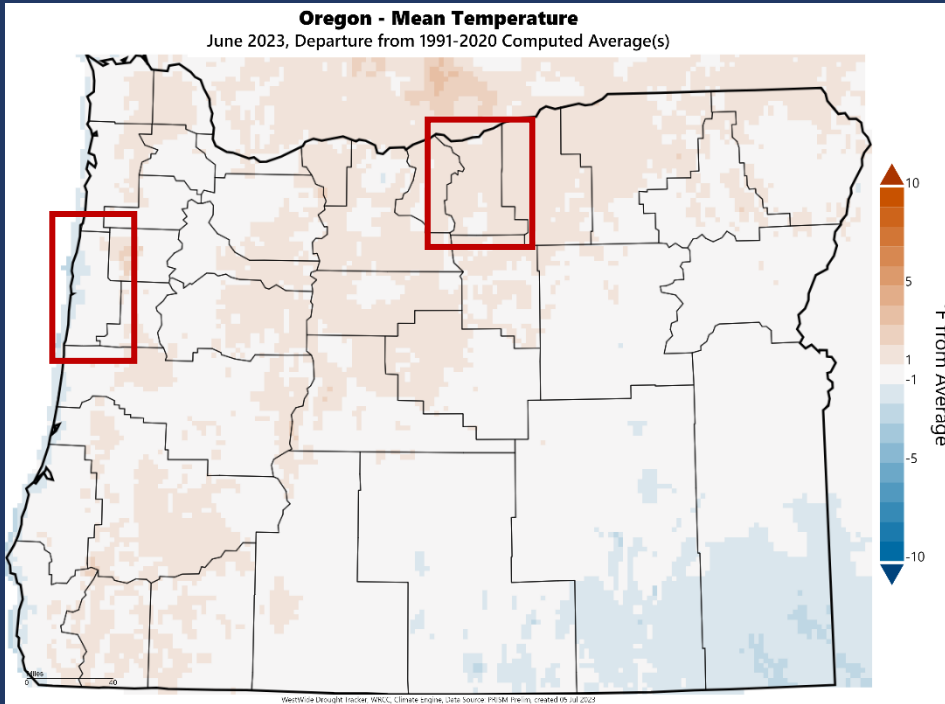 Oregon - Mean Temperature
June 2023, Departure from 1991-2020 Computed Average(s)
10
5
1
-1
-5
-10
°F from Average
Miles
0 40
WestWide Drought Tracker, WRCC, Climate Engine, Data Source: PRISM Prelim, created 05 Jul 2023